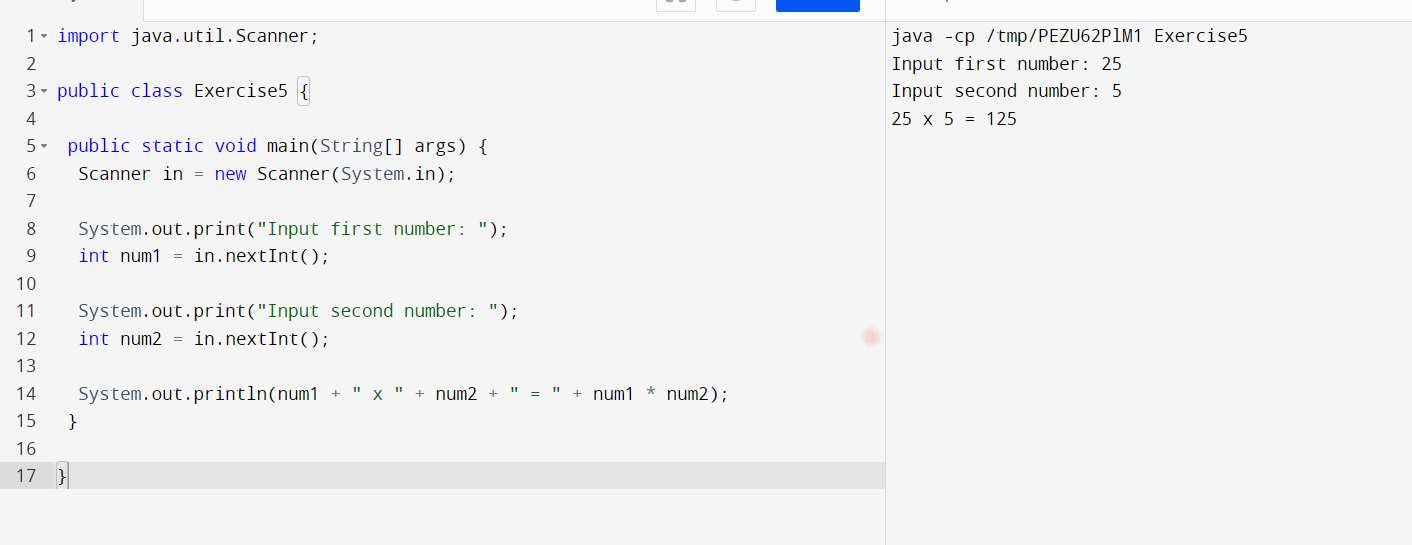 1 import java.util.Scanner;
2
3 public class Exercise5 {
4
5 public static void main(String[] args) {
6 Scanner in = new Scanner(System.in);
7
8 System.out.print("Input first number: ");
9 int num1 = in.nextInt();
10
11 System.out.print("Input second number: ");
12 int num2 = in.nextInt();
13
14 System.out.println(num1 + " x " + num2 + " = " + num1 * num2);
15 }
16
17 }
java -cp /tmp/PEZU62PlM1 Exercise5
Input first number: 25
Input second number: 5
25 x 5 = 125